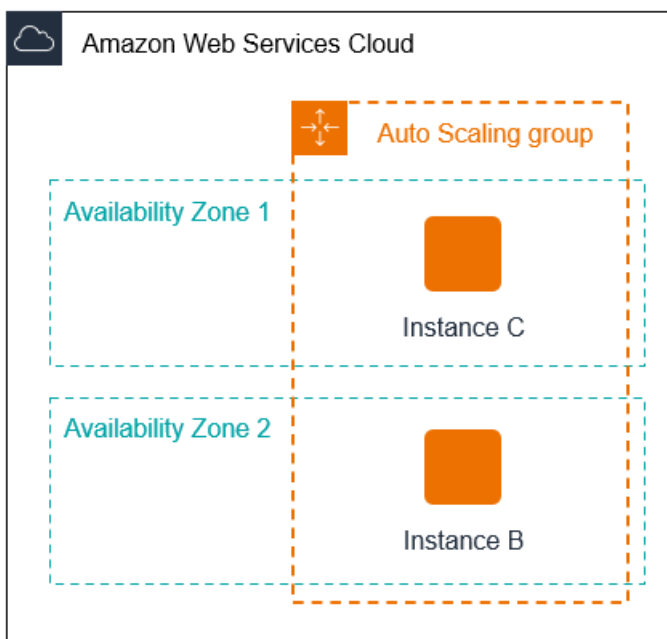 Amazon Web Services Cloud
Auto Scaling group
Availability Zone 1
Instance C
Availability Zone 2
Instance B